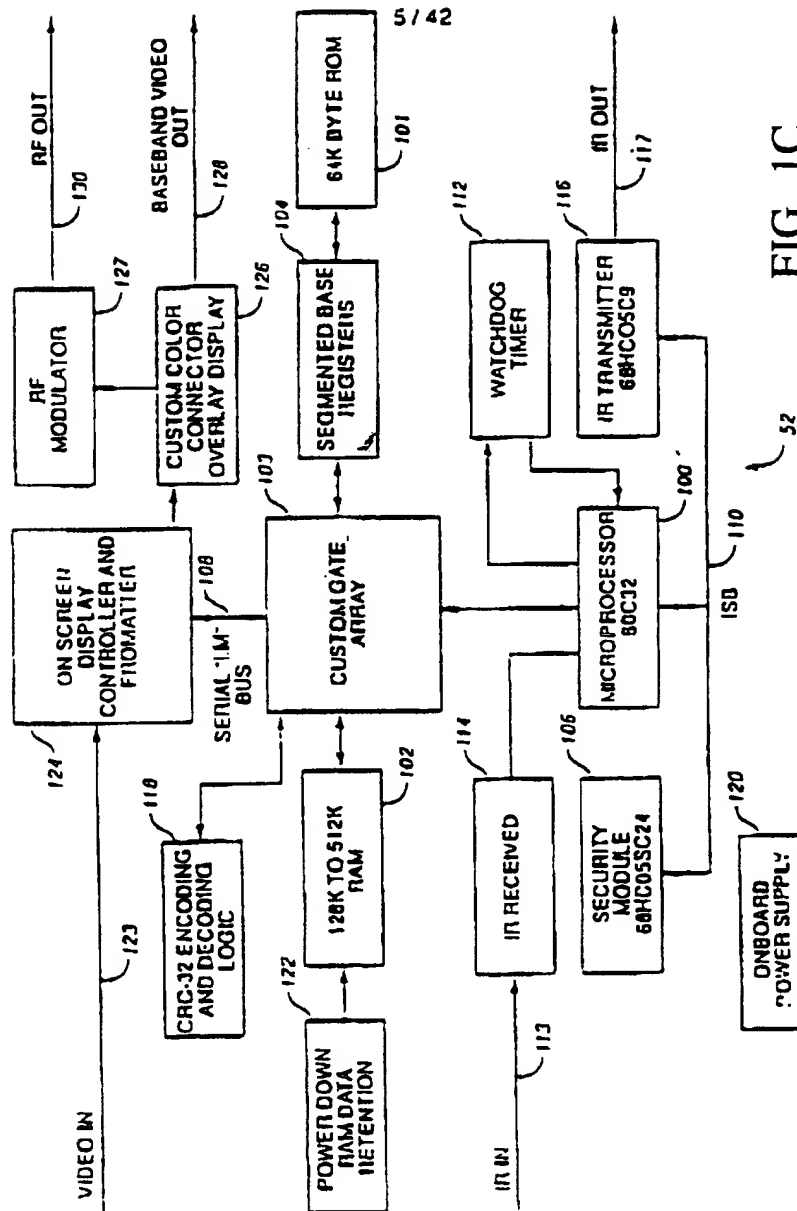 5/42
VIDEO IN
123
124
ON SCREEN
DISPLAY
CONTROLLER AND
FROMATTER
RF
MODULATOR
127
RF OUT
130
CUSTOM COLOR
CONNECTOR
OVERLAY DISPLAY
126
BASEBAND VIDEO
OUT
128
118
CRC-32 ENCODING
AND DECODING
LOGIC
SERIAL "I.M"
BUS
108
122
POWER DOWN
RAM DATA
RETENTION
128K TO 512K
RAM
102
CUSTOM GATE
ARRAY
103
SEGMENTED BASE
REGISTERS
104
64K BYTE ROM
101
IR IN
113
IR RECEIVED
114
MICROPROCESSOR
80C32
100'
WATCHDOG
TIMER
112
SECURITY
MODULE
68HC05SC24
106
ISB
110
IR TRANSMITTER
68HC05C9
116
IR OUT
117
ONBOARD
POWER SUPPLY
120
52
FIG. 1C